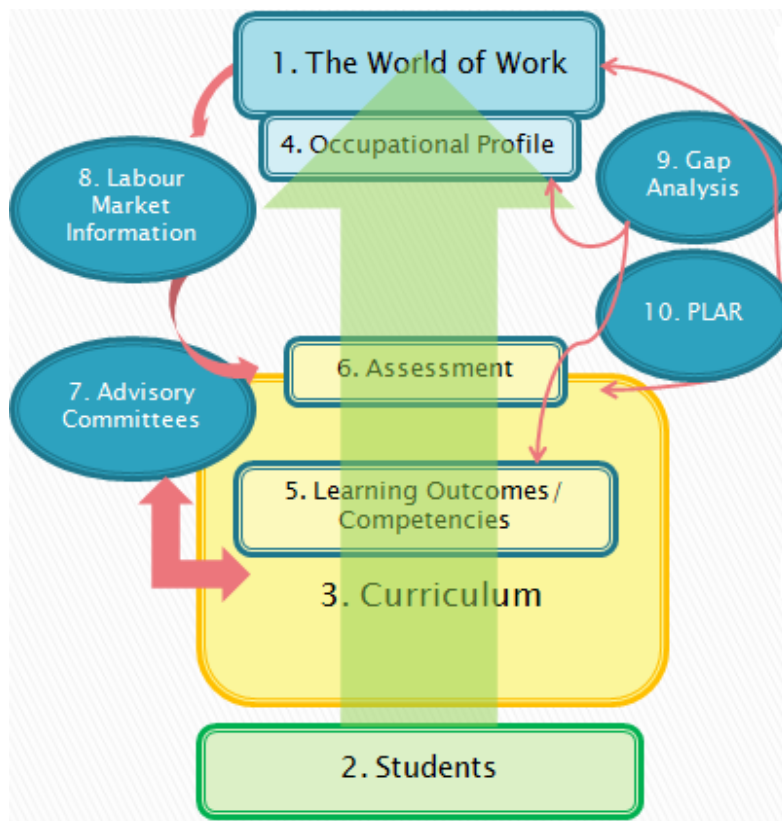 1. The World of Work
4. Occupational Profile
8. Labour
Market
Information
9. Gap
Analysis
10. PLAR
6. Assessment
7. Advisory
Committees
5. Learning Outcomes /
Competencies
3. Curriculum
2. Students